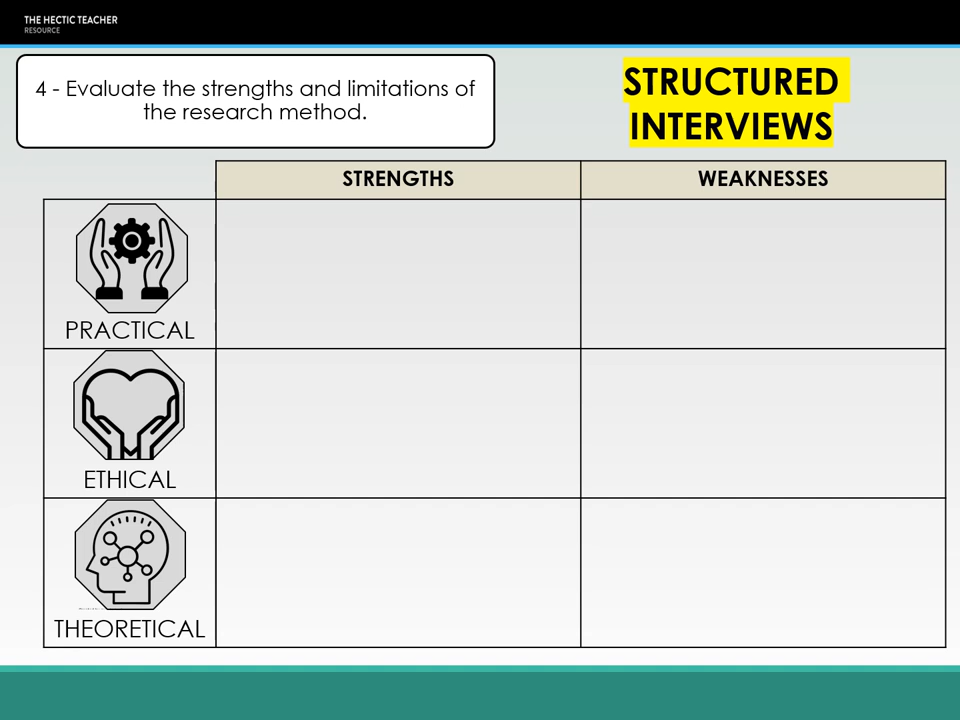 THE HECTIC TEACHER
RESOURCE
4 - Evaluate the strengths and limitations of
the research method.
STRUCTURED
INTERVIEWS
STRENGTHS
WEAKNESSES
PRACTICAL
ETHICAL
THEORETICAL